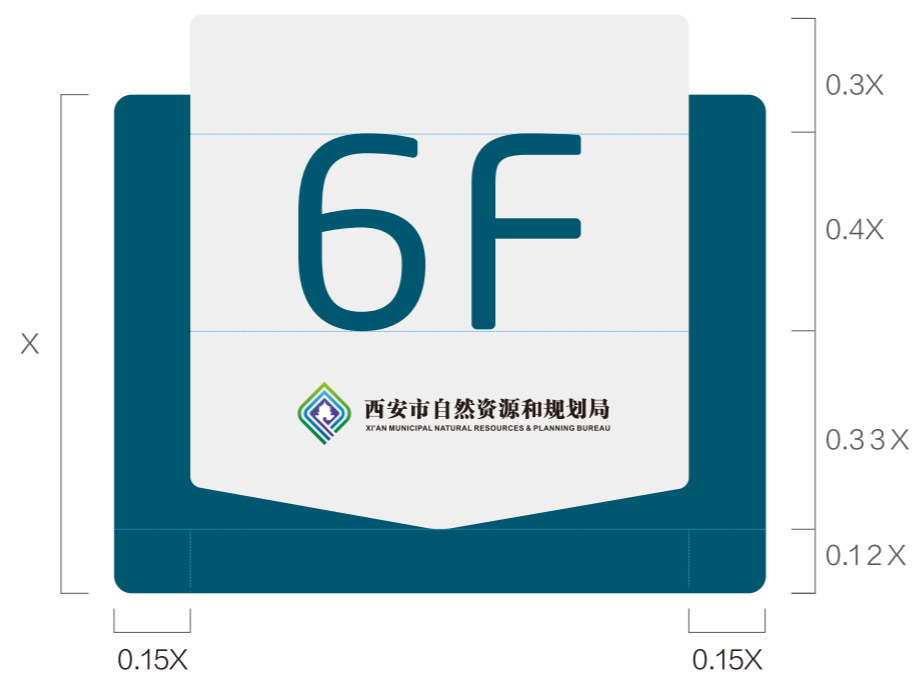 0.3X
6F
0.4X
X
西安市自然资源和规划局
XI'AN MUNICIPAL NATURAL RESOURCES & PLANNING BUREAU
0.33X
0.12X
0.15X
0.15X